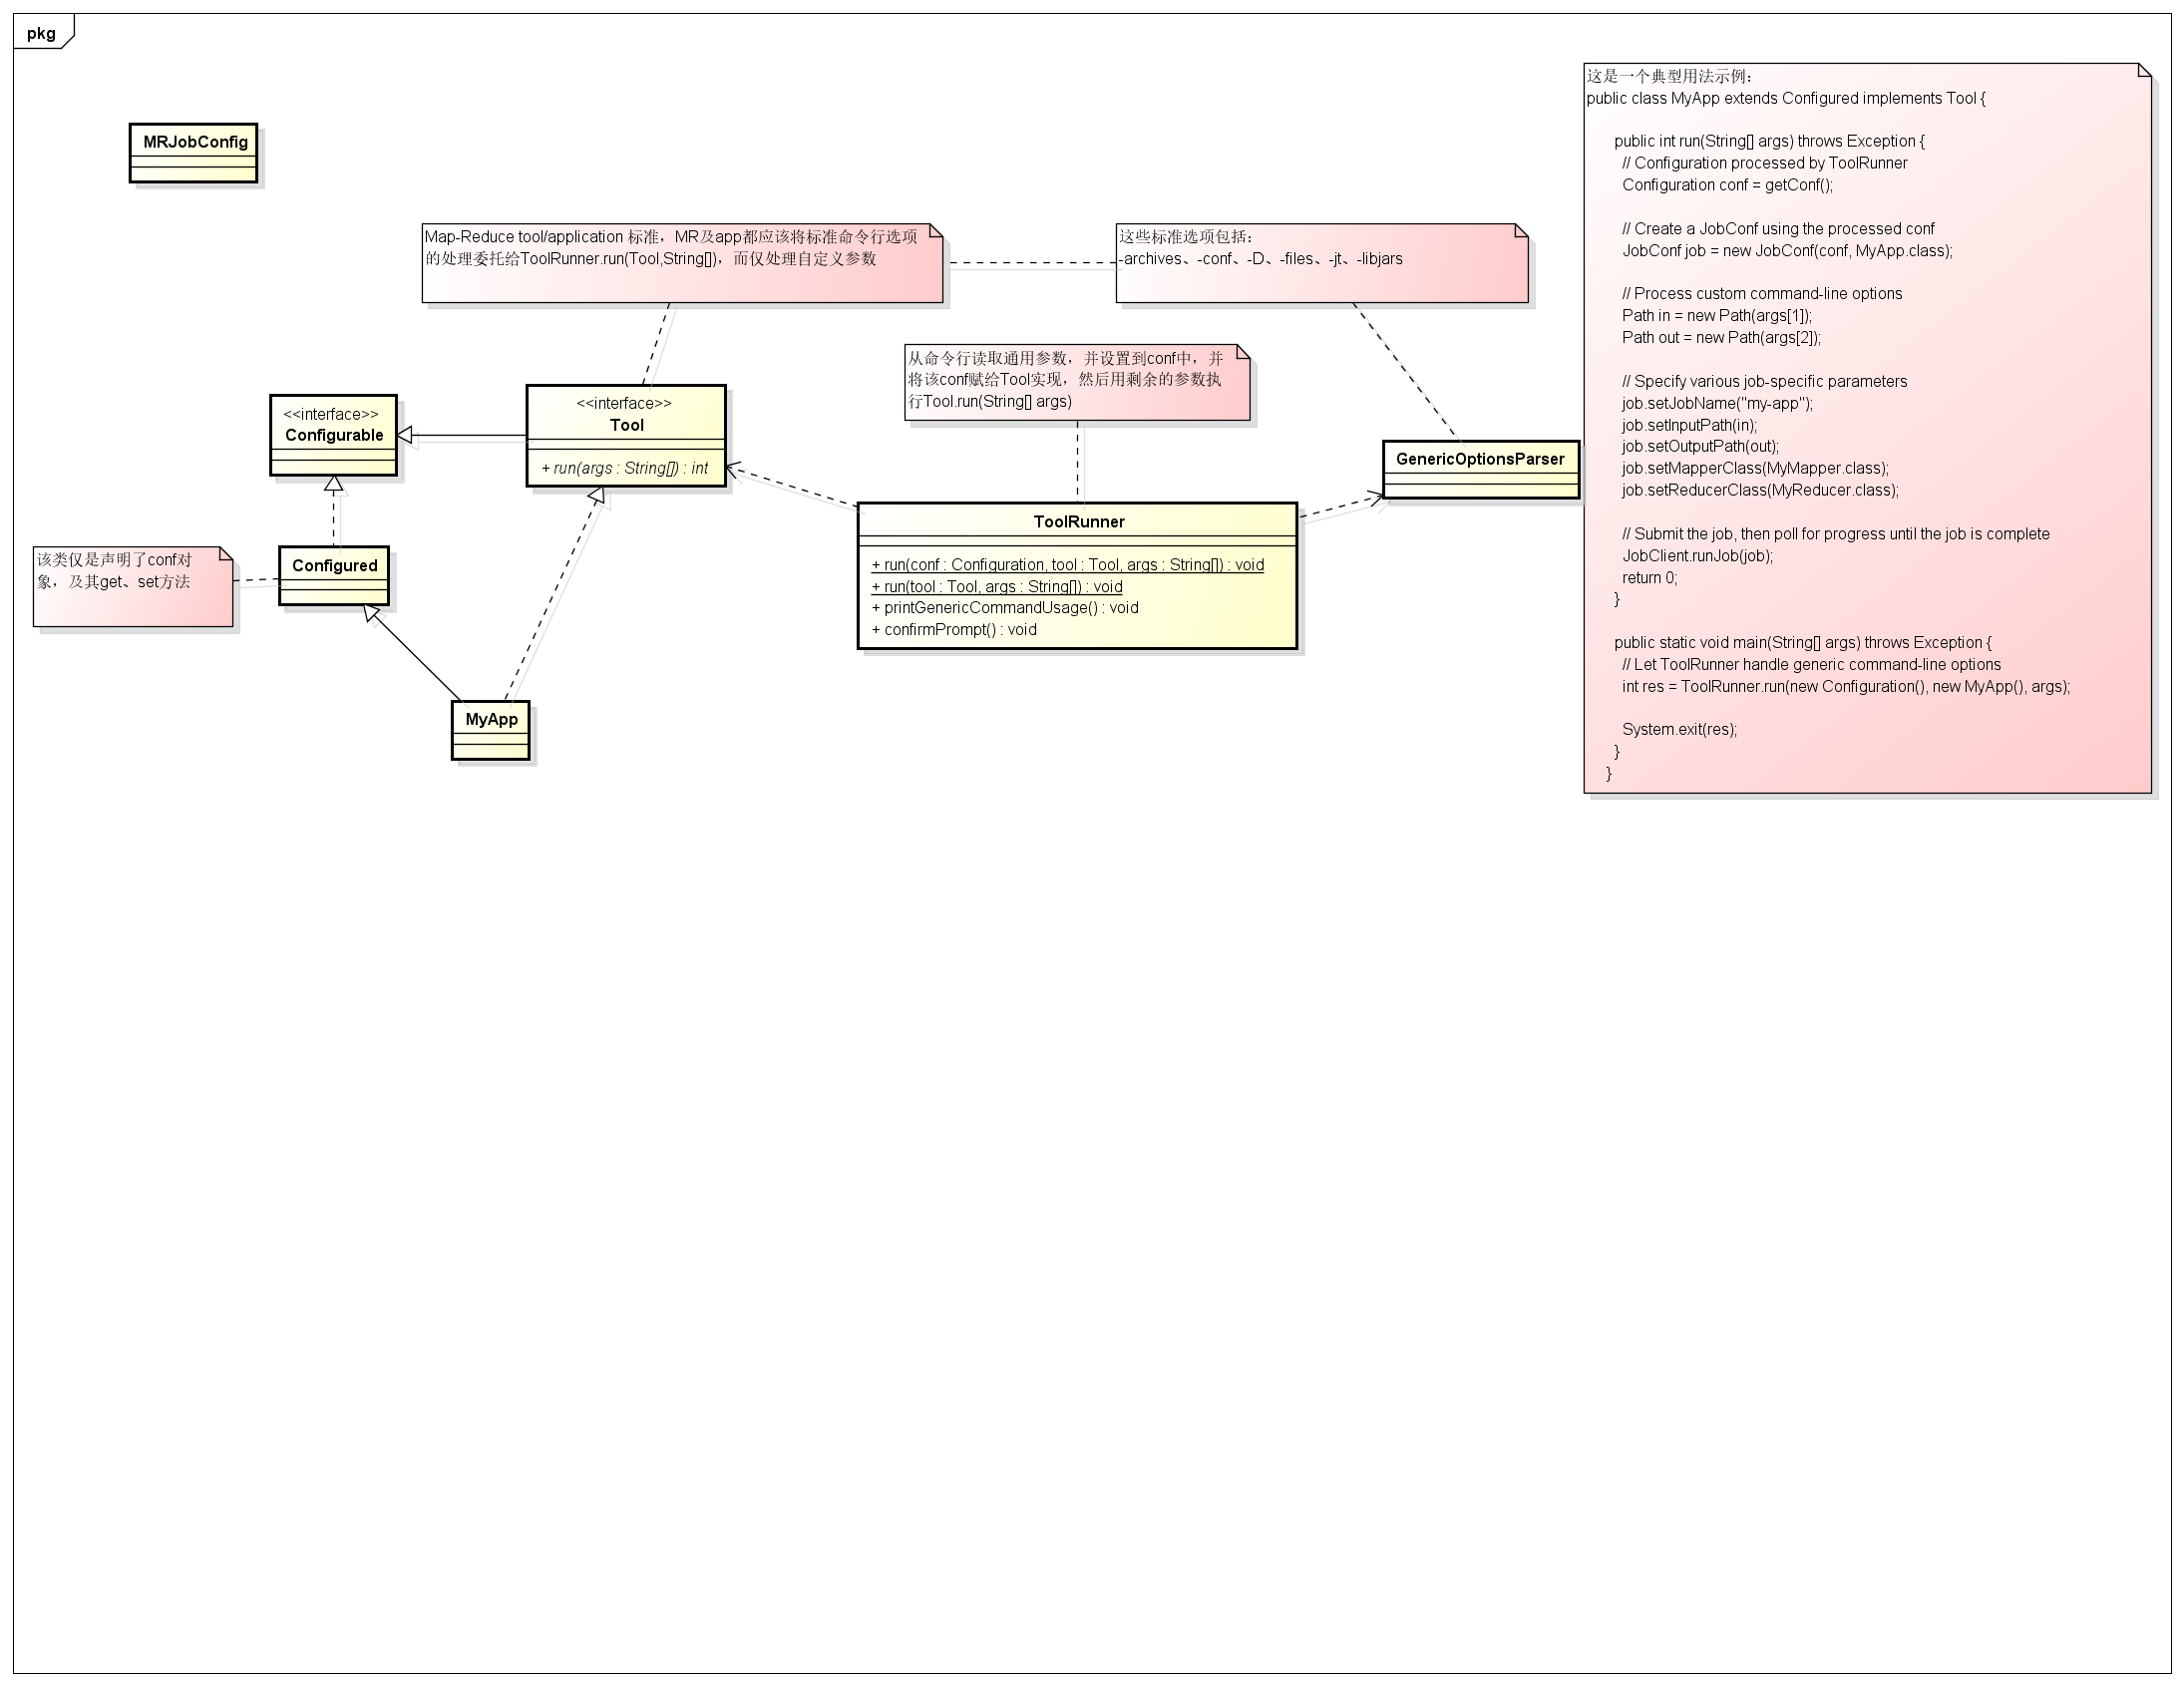 pkg
MRJobConfig
Map-Reduce tool/application 标准，MR及app都应该将标准命令行选项
的处理委托给ToolRunner.run(Tool,String[])，而仅处理自定义参数
这些标准选项包括：
-archives、-conf、-D、-files、-jt、-libjars
从命令行读取通用参数，并设置到conf中，并
将该conf赋给Tool实现，然后用剩余的参数执
行Tool.run(String[] args)
<<interface>>
Configurable
<<interface>>
Tool
+ run(args : String[]) : int
GenericOptionsParser
ToolRunner
+ run(conf : Configuration, tool : Tool, args : String[]) : void
+ run(tool : Tool, args : String[]) : void
+ printGenericCommandUsage() : void
+ confirmPrompt() : void
该类仅是声明了conf对
象，及其get、set方法
Configured
MyApp
这是一个典型用法示例：
public class MyApp extends Configured implements Tool {
public int run(String[] args) throws Exception {
// Configuration processed by ToolRunner
Configuration conf = getConf();
// Create a JobConf using the processed conf
JobConf job = new JobConf(conf, MyApp.class);
// Process custom command-line options
Path in = new Path(args[1]);
Path out = new Path(args[2]);
// Specify various job-specific parameters
job.setJobName("my-app");
job.setInputPath(in);
job.setOutputPath(out);
job.setMapperClass(MyMapper.class);
job.setReducerClass(MyReducer.class);
// Submit the job, then poll for progress until the job is complete
JobClient.runJob(job);
return 0;
}
public static void main(String[] args) throws Exception {
// Let ToolRunner handle generic command-line options
int res = ToolRunner.run(new Configuration(), new MyApp(), args);
System.exit(res);
}
}